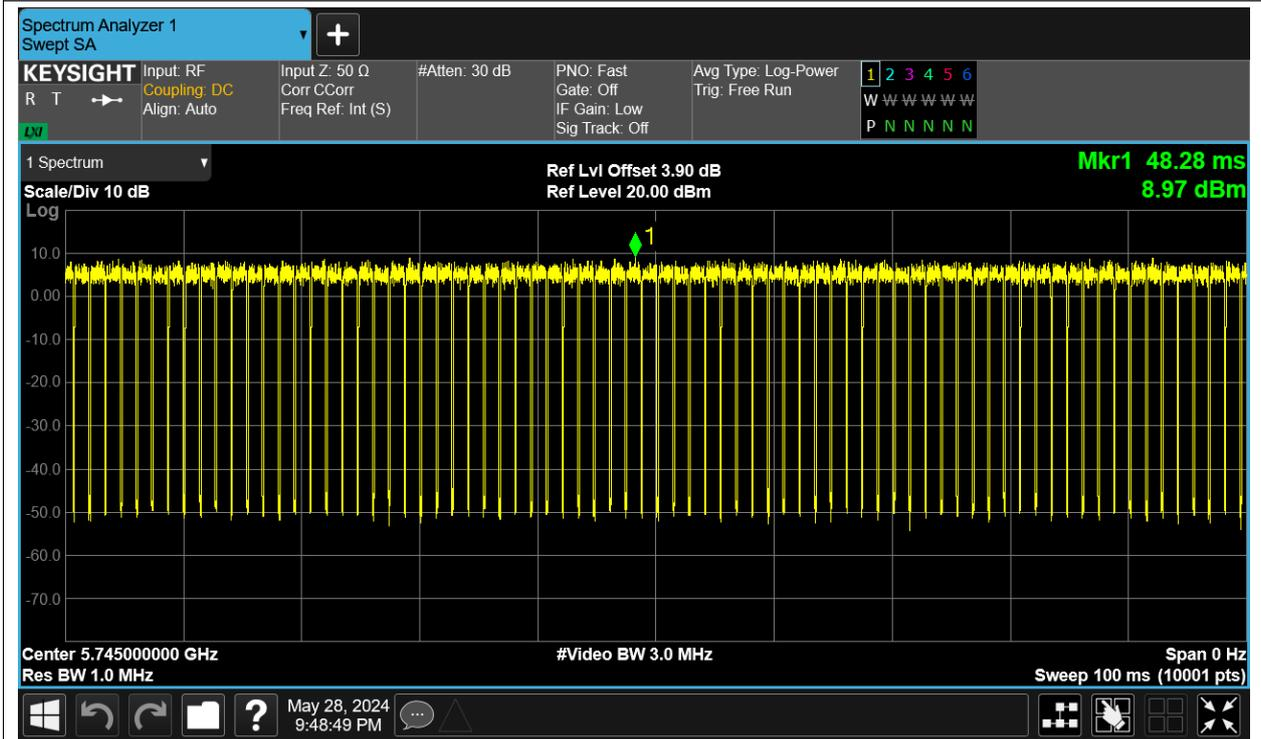 Spectrum Analyzer 1
Swept SA
+
KEYSIGHT
R T
LXI
Input: RF
Coupling: DC
Align: Auto
Input Z: 50 Ω
Corr CCorr
Freq Ref: Int (S)
#Atten: 30 dB
PNO: Fast
Gate: Off
IF Gain: Low
Sig Track: Off
Avg Type: Log-Power
Trig: Free Run
1 2 3 4 5 6
W W W W W W
P N N N N N
1 Spectrum
Scale/Div 10 dB
Log
Ref Lvl Offset 3.90 dB
Ref Level 20.00 dBm
Mkr1 48.28 ms
8.97 dBm
1
10.0
0.00
-10.0
-20.0
-30.0
-40.0
-50.0
-60.0
-70.0
Center 5.745000000 GHz
Res BW 1.0 MHz
#Video BW 3.0 MHz
Span 0 Hz
Sweep 100 ms (10001 pts)
?
May 28, 2024
9:48:49 PM